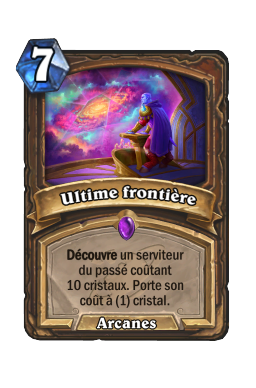 7
Ultime frontière
Découvre un serviteur
du passé coûtant
10 cristaux. Porte son
coût à (1) cristal.
Arcanes